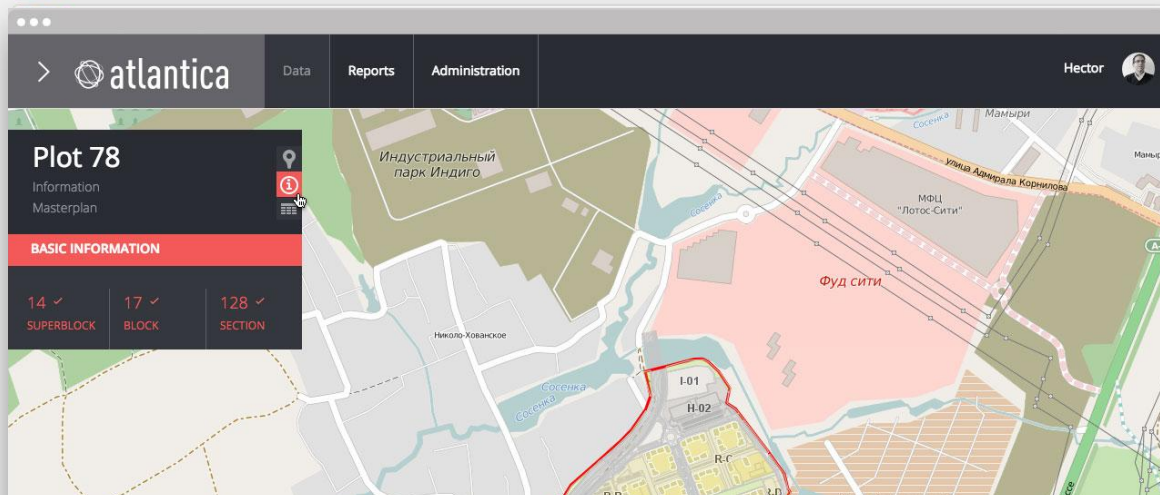 atlantica
Data
Reports
Administration
Hector
Plot 78
Information
Masterplan
BASIC INFORMATION
14
SUPERBLOCK
17
BLOCK
128
SECTION
Индустриальный
парк Индиго
Сосенка
Мамыри
улица Адмирала Корнилова
МФЦ
"Лотос-Сити"
Сосенка
Фуд сити
Николо-Хованское
Сосенка
Сосенка
I-01
H-02
R-C